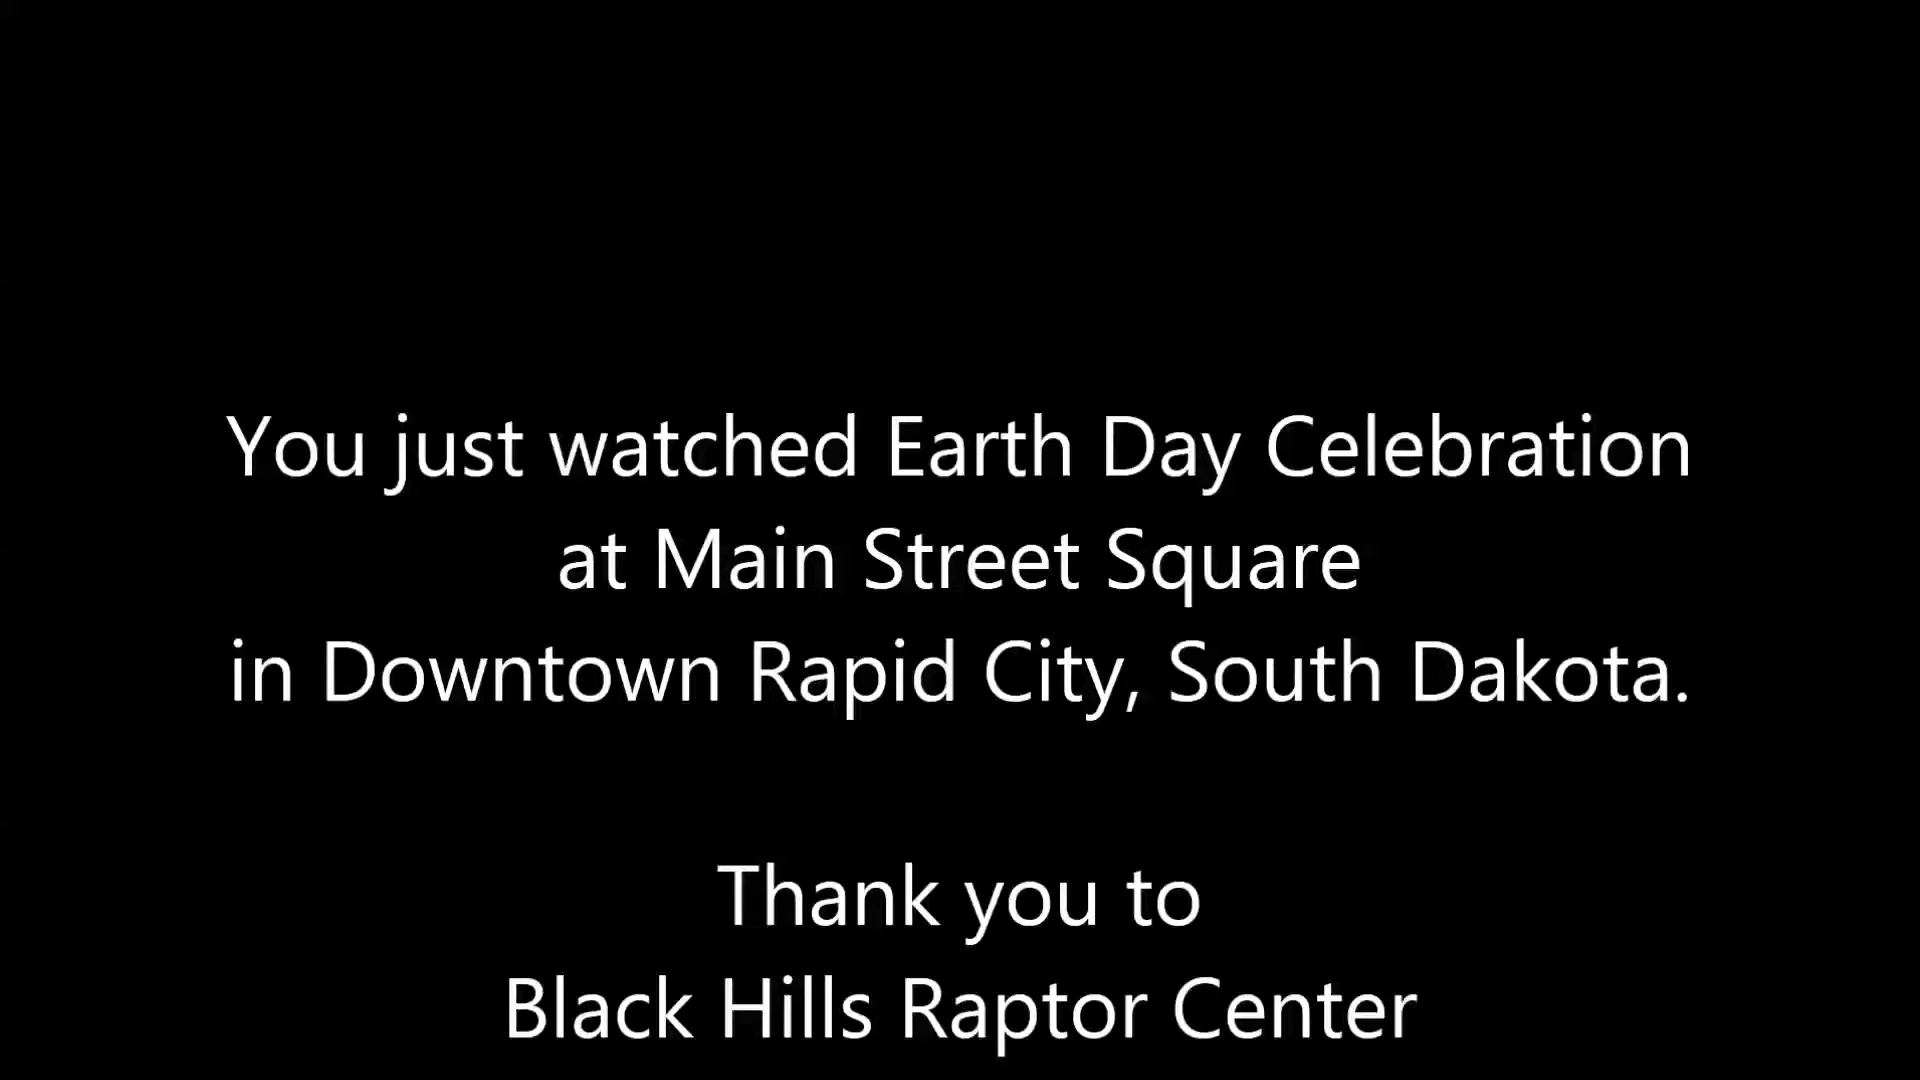 You just watched Earth Day Celebration
at Main Street Square
in Downtown Rapid City, South Dakota.
Thank you to
Black Hills Raptor Center